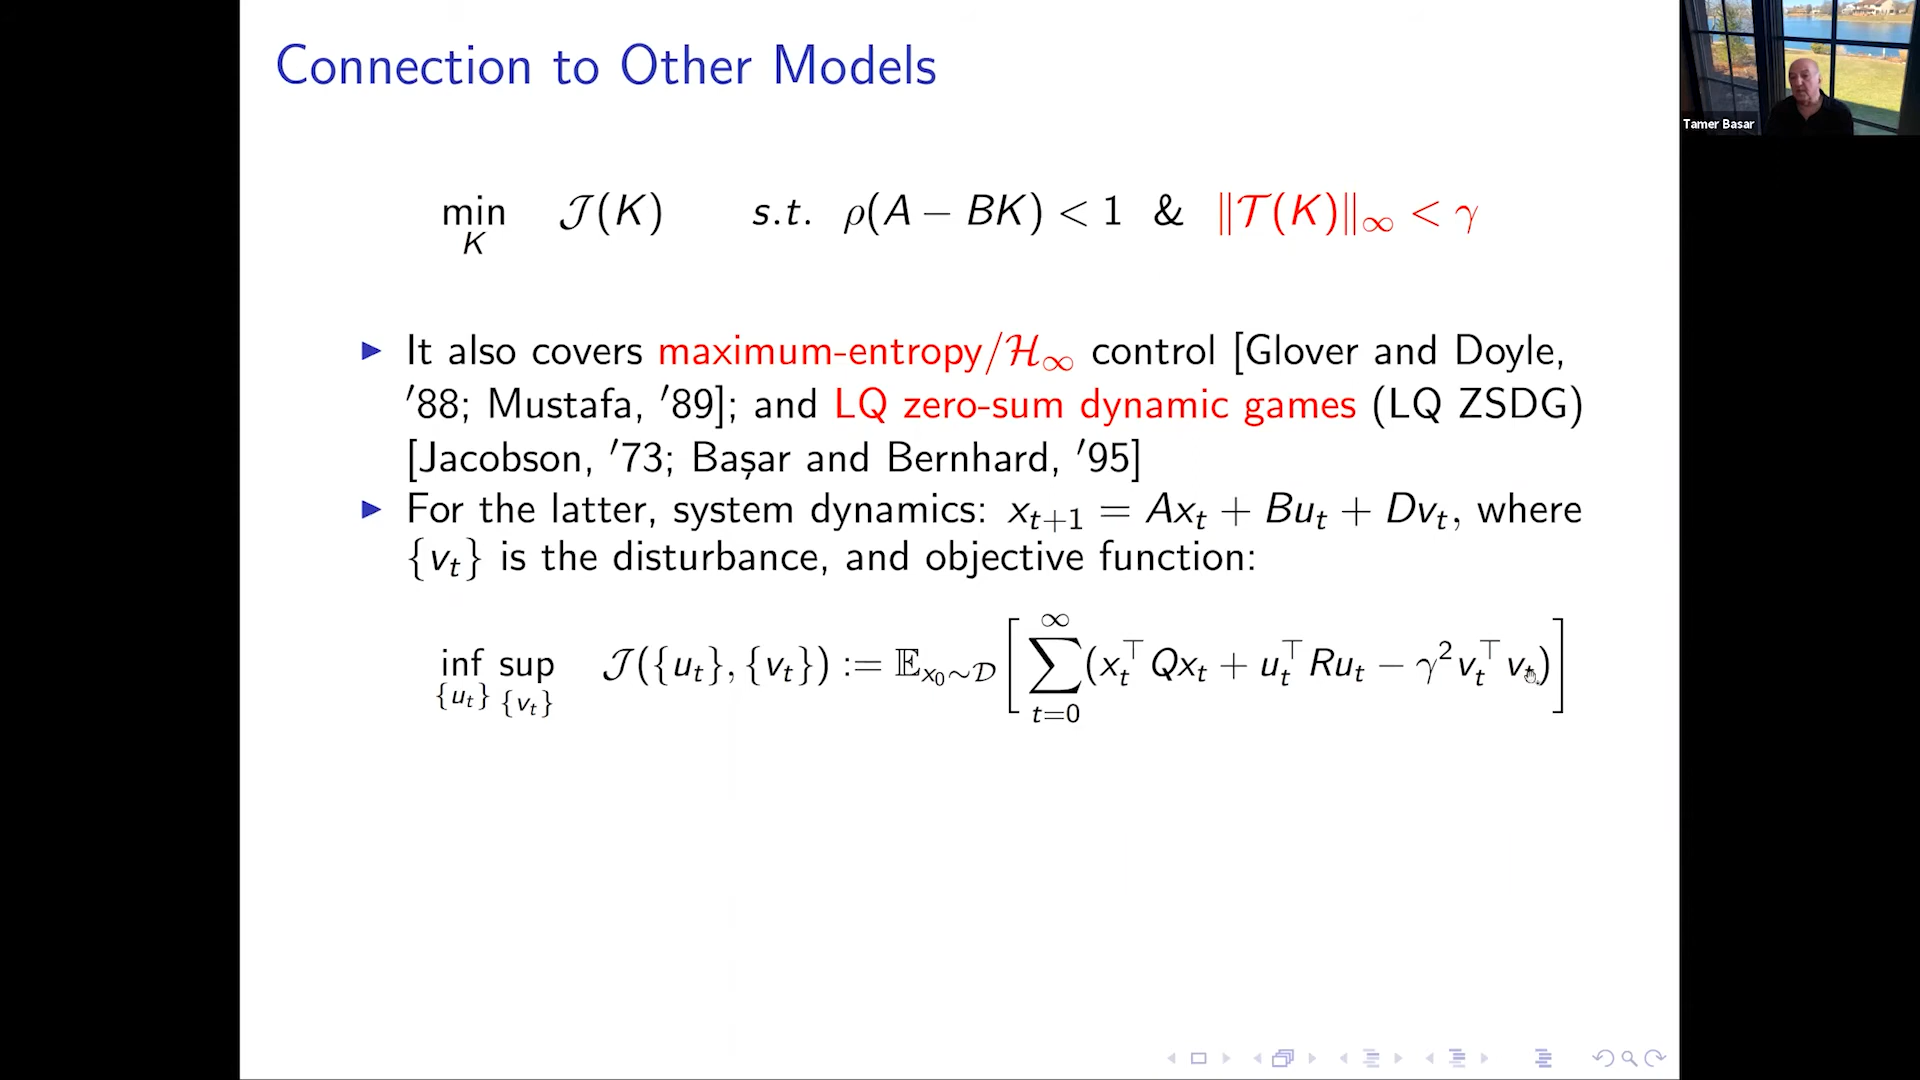 Connection to Other Models
Tamer Basar
min_K 𝒥(K) s.t. ρ(A − BK) < 1 & ‖𝒯(K)‖_∞ < γ
▶ It also covers maximum-entropy/ℋ_∞ control [Glover and Doyle,
'88; Mustafa, '89]; and LQ zero-sum dynamic games (LQ ZSDG)
[Jacobson, '73; Başar and Bernhard, '95]
▶ For the latter, system dynamics: x_{t+1} = Ax_t + Bu_t + Dv_t, where
{v_t} is the disturbance, and objective function:
inf_{{u_t}} sup_{{v_t}} 𝒥({u_t}, {v_t}) := 𝔼_{x_0∼𝒟} [ ∑_{t=0}^{∞} (x_t^⊤ Q x_t + u_t^⊤ R u_t − γ^2 v_t^⊤ v_t) ]